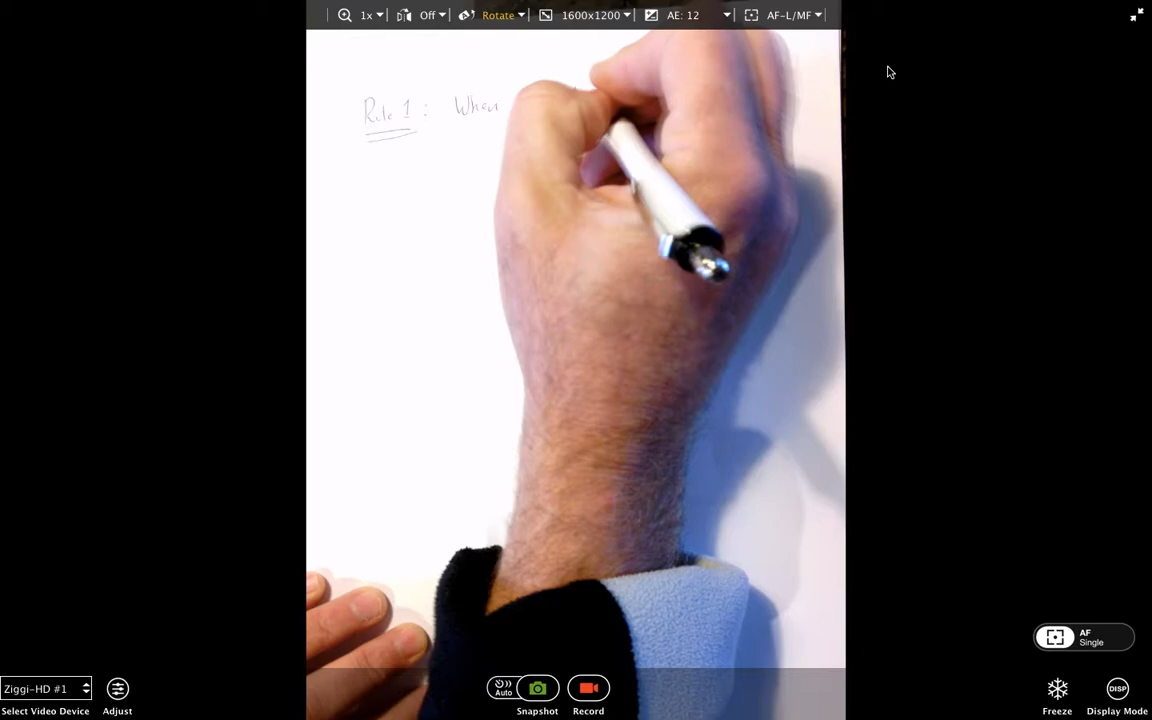 1x Off Rotate 1600x1200 AE: 12 AF-L/MF
Rule 1 : When
AF
Single
Ziggi-HD #1 Auto DISP
Select Video Device Adjust Snapshot Record Freeze Display Mode